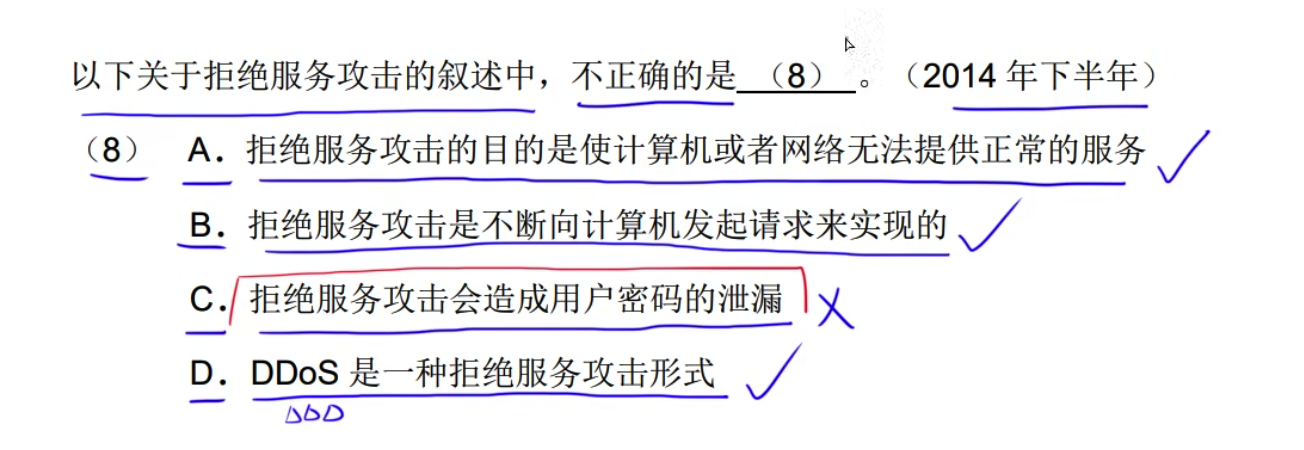 以下关于拒绝服务攻击的叙述中，不正确的是 （8） 。（2014 年下半年）
（8） A．拒绝服务攻击的目的是使计算机或者网络无法提供正常的服务
B．拒绝服务攻击是不断向计算机发起请求来实现的
C．拒绝服务攻击会造成用户密码的泄漏
D．DDoS 是一种拒绝服务攻击形式